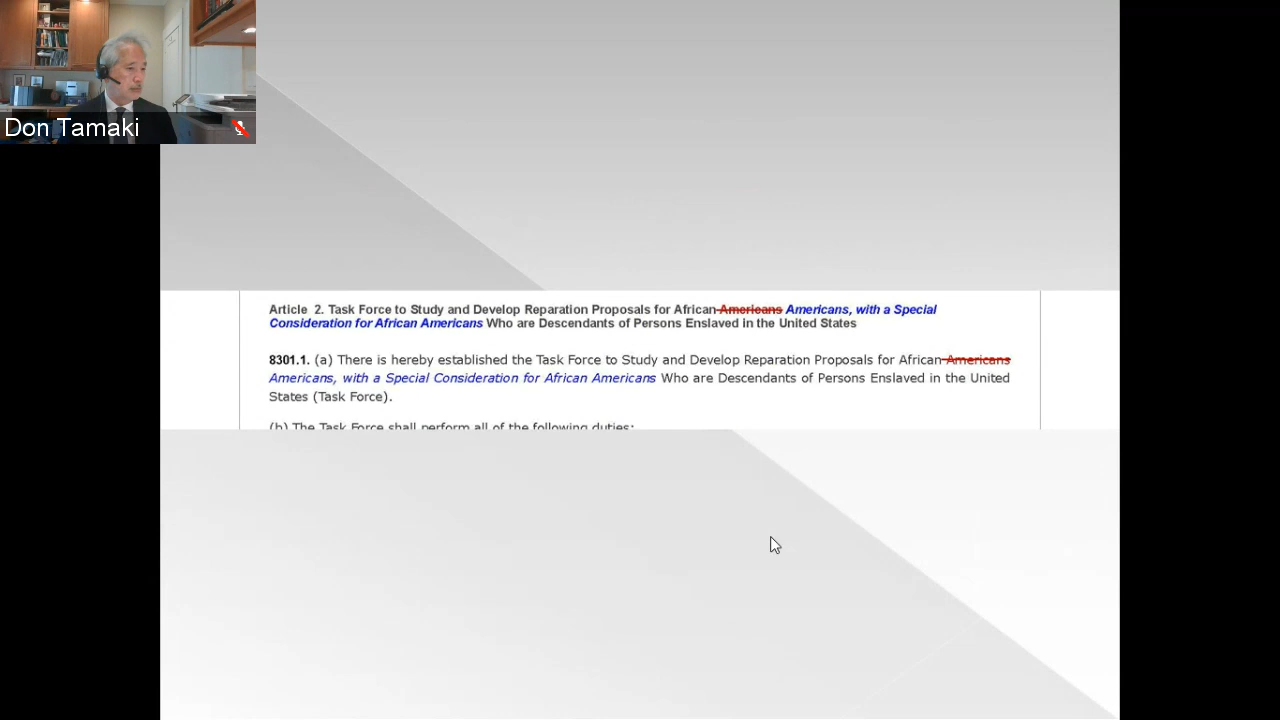 Don Tamaki
Article 2. Task Force to Study and Develop Reparation Proposals for African Americans Americans, with a Special
Consideration for African Americans Who are Descendants of Persons Enslaved in the United States
8301.1. (a) There is hereby established the Task Force to Study and Develop Reparation Proposals for African Americans
Americans, with a Special Consideration for African Americans Who are Descendants of Persons Enslaved in the United
States (Task Force).
(b) The Task Force shall perform all of the following duties: